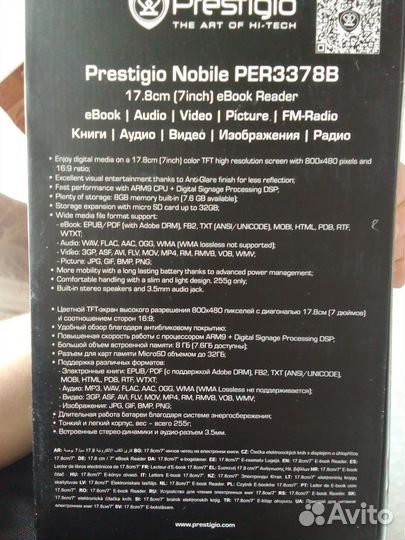 Prestigio
THE ART OF HI-TECH
Prestigio Nobile PER3378B
17.8cm (7inch) eBook Reader
eBook | Audio | Video | Picture | FM-Radio
Книги | Аудио | Видео | Изображения | Радио
• Enjoy digital media on a 17.8cm (7inch) color TFT high resolution screen with 800x480 pixels and
16:9 ratio;
• Excellent visual entertainment thanks to Anti-Glare finish for less reflection;
• Fast performance with ARM9 CPU + Digital Signage Processing DSP;
• Plenty of storage: 8GB memory built-in (7.6 GB available);
• Storage expansion with micro SD card up to 32GB;
• Wide media file format support:
- eBook: EPUB/PDF (with Adobe DRM), FB2, TXT (ANSI/UNICODE), MOBI, HTML, PDB, RTF,
WTXT;
- Audio: WAV, FLAC, AAC, OGG, WMA (WMA lossless not supported);
- Video: 3GP, ASF, AVI, FLV, MOV, MP4, RM, RMVB, VOB, WMV;
- Picture: JPG, GIF, BMP, PNG;
• More mobility with a long lasting battery thanks to advanced power management;
• Comfortable handling with a slim and light design, 255g only;
• Built-in stereo speakers and 3.5mm audio jack.
• Цветной TFT-экран высокого разрешения 800x480 пикселей с диагональю 17.8см (7 дюймов)
и соотношением сторон 16:9;
• Удобный обзор благодаря антибликовому покрытию;
• Повышенная скорость работы с процессором ARM9 + Digital Signage Processing DSP;
• Большой объем встроенной памяти: 8 ГБ (7.6ГБ доступных);
• Разъем для карт памяти MicroSD объемом до 32ГБ;
• Поддержка различных форматов:
- Электронные книги: EPUB/PDF (с поддержкой Adobe DRM), FB2, TXT (ANSI/UNICODE),
MOBI, HTML, PDB, RTF, WTXT;
- Аудио: MP3, WAV, FLAC, AAC, OGG, WMA (WMA Lossless не поддерживается);
- Видео: 3GP, ASF, AVI, FLV, MOV, MP4, RM, RMVB, VOB, WMV;
- Изображения: JPG, GIF, BMP, PNG;
• Длительная работа батареи благодаря системе энергосбережения;
• Тонкий и легкий корпус, вес – всего 255г;
• Встроенные стерео-динамики и аудио-разъем 3.5мм.
www.prestigio.com
Avito